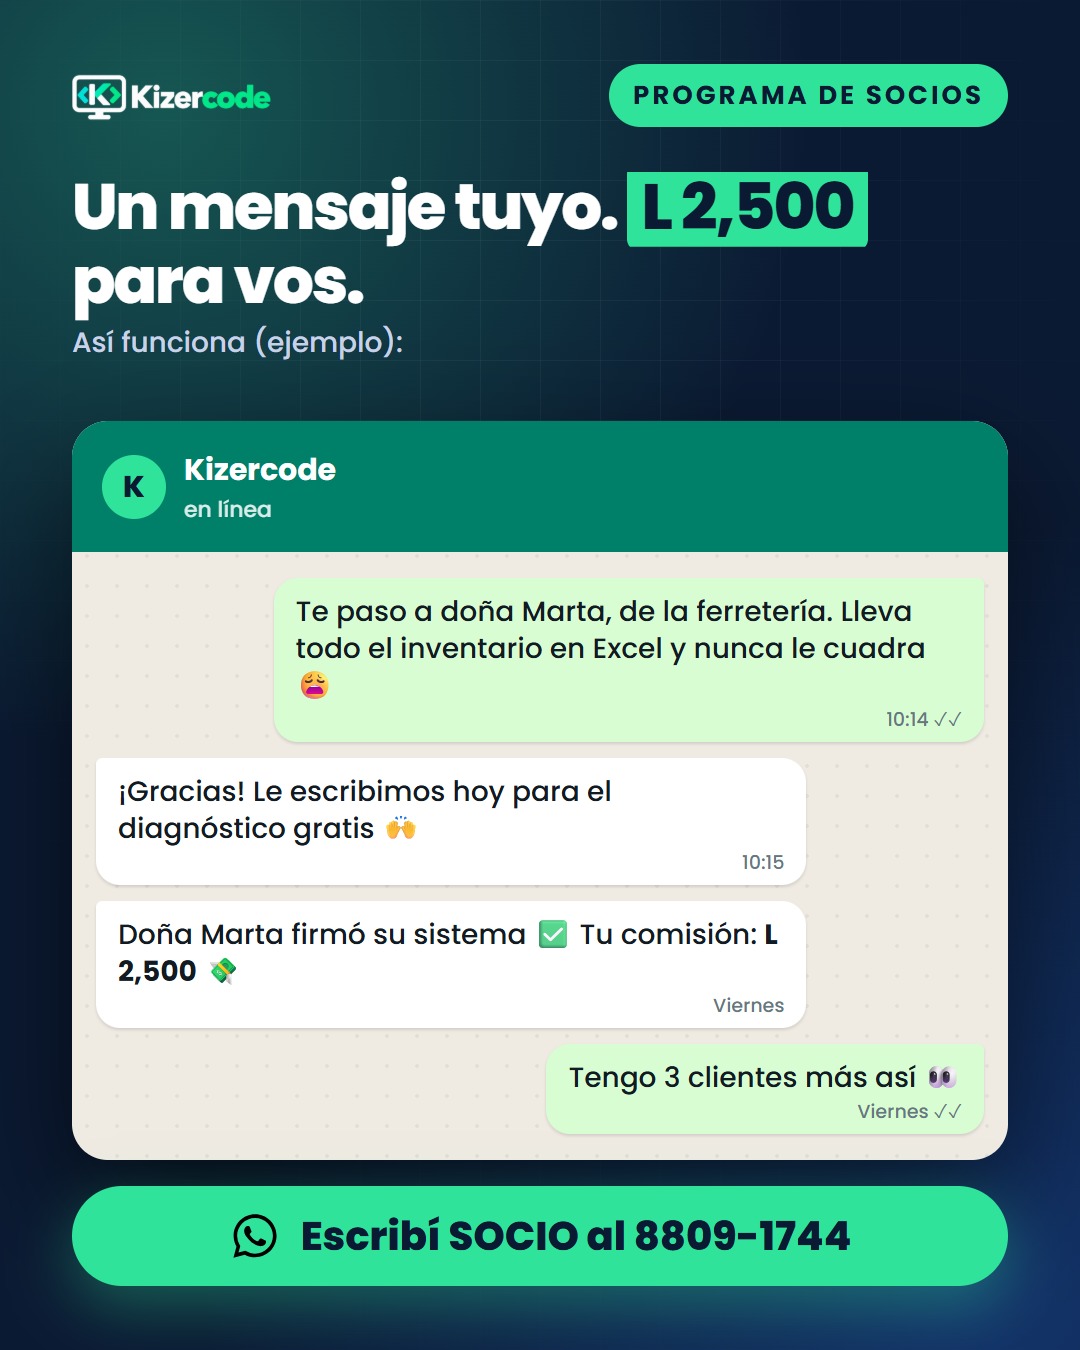 Kizercode
PROGRAMA DE SOCIOS
Un mensaje tuyo. L 2,500
para vos.
Así funciona (ejemplo):
K
Kizercode
en línea
Te paso a doña Marta, de la ferretería. Lleva
todo el inventario en Excel y nunca le cuadra
😩
10:14 ✓✓
¡Gracias! Le escribimos hoy para el
diagnóstico gratis 🙌
10:15
Doña Marta firmó su sistema ✅ Tu comisión: L
2,500 💸
Viernes
Tengo 3 clientes más así 👀
Viernes ✓✓
Escribí SOCIO al 8809-1744